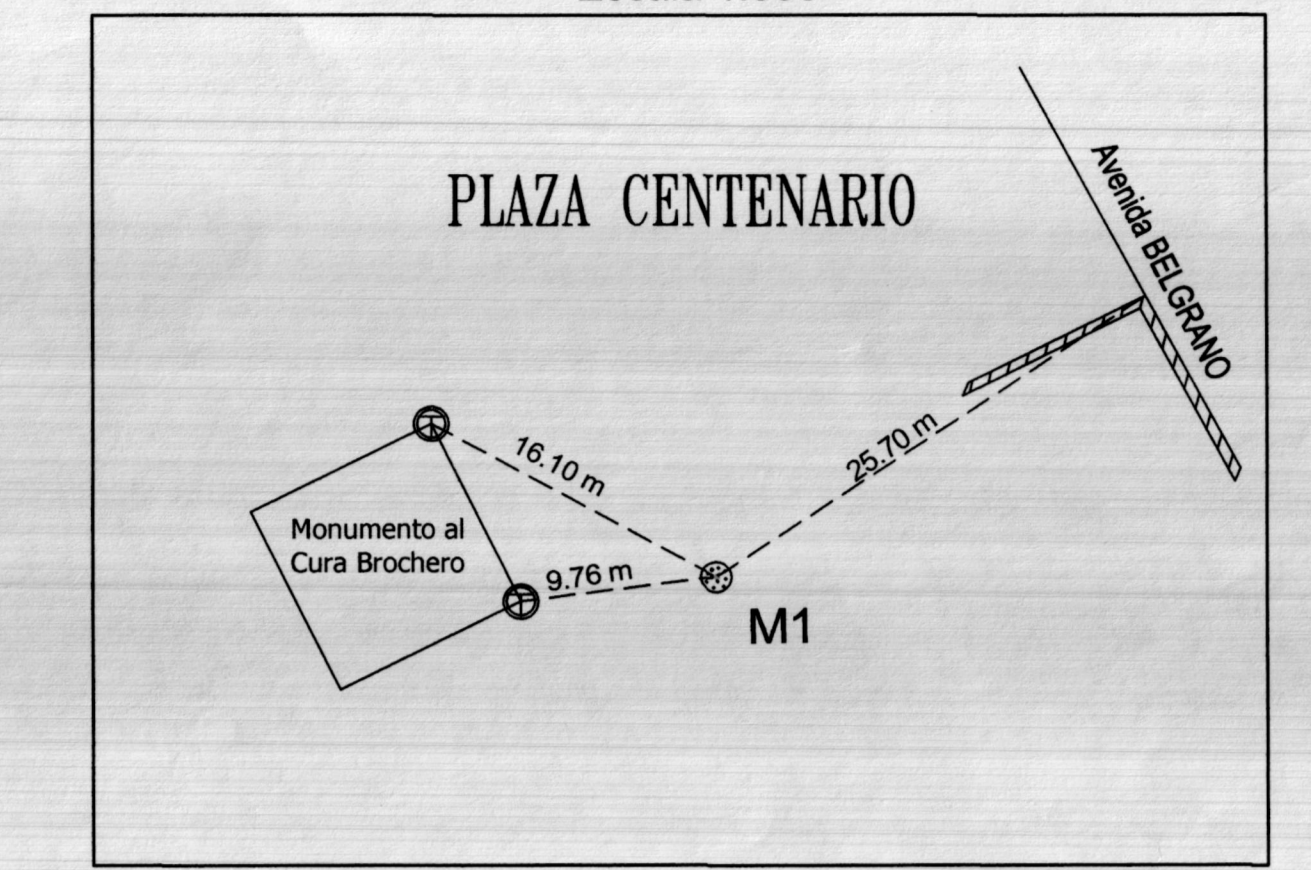 PLAZA CENTENARIO
Avenida BELGRANO
16.10 m
25.70 m
Monumento al
Cura Brochero
9.76 m
M1